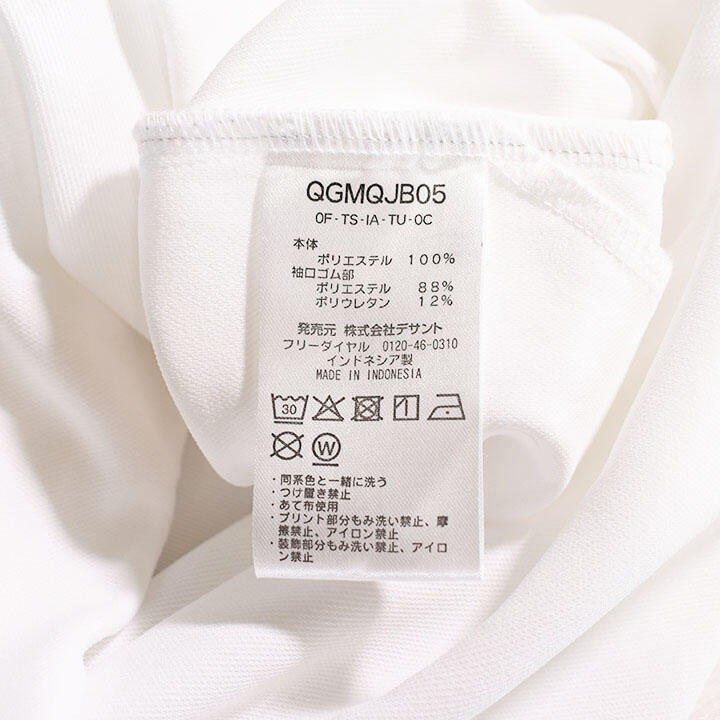 QGMQJB05
OF-TS-IA-TU-OC
本体
ポリエステル 100%
袖口ゴム部
ポリエステル 88%
ポリウレタン 12%
発売元 株式会社デサント
フリーダイヤル 0120-46-0310
インドネシア製
MADE IN INDONESIA
30
W
・同系色と一緒に洗う
・つけ置き禁止
・あて布使用
・プリント部分もみ洗い禁止、摩
擦禁止、アイロン禁止
・装飾部分もみ洗い禁止、アイロ
ン禁止